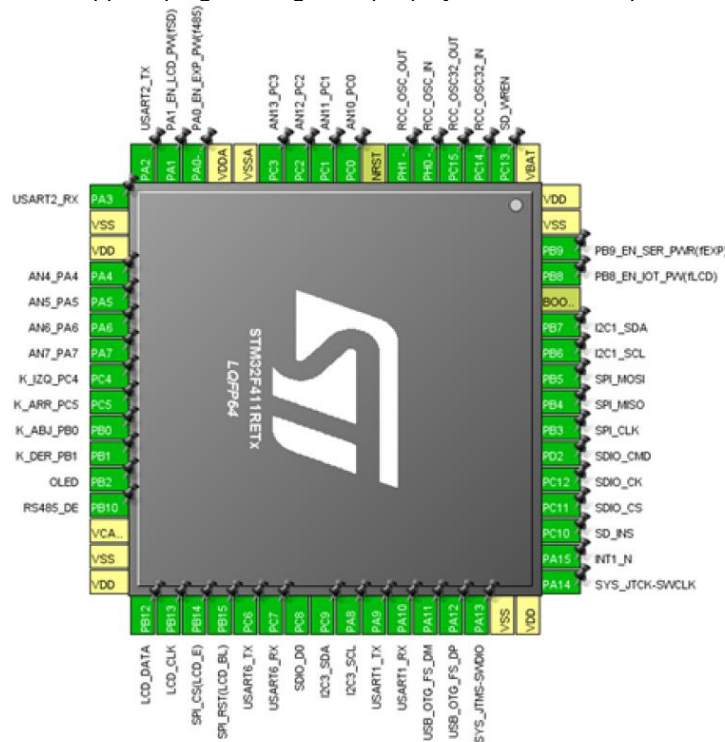 USART2_TX
PA1_EN_LCD_PW(fSD)
PA0_EN_EXP_PW(f485)
AN13_PC3
AN12_PC2
AN11_PC1
AN10_PC0
RCC_OSC_OUT
RCC_OSC_IN
RCC_OSC32_OUT
RCC_OSC32_IN
SD_WREN
PA2
PA1
PA0-..
VDDA
VSSA
PC3
PC2
PC1
PC0
NRST
PH1 -..
PH0 -..
PC15..
PC14..
PC13..
VBAT
USART2_RX PA3
VSS
VDD
AN4_PA4 PA4
AN5_PA5 PA5
AN6_PA6 PA6
AN7_PA7 PA7
K_IZQ_PC4 PC4
K_ARR_PC5 PC5
K_ABJ_PB0 PB0
K_DER_PB1 PB1
OLED PB2
RS485_DE PB10
VCA..
VSS
VDD
STM32F411RETx
LQFP64
VDD
VSS
PB9 PB9_EN_SER_PWR(fEXP)
PB8 PB8_EN_IOT_PW(fLCD)
BOO..
PB7 I2C1_SDA
PB6 I2C1_SCL
PB5 SPI_MOSI
PB4 SPI_MISO
PB3 SPI_CLK
PD2 SDIO_CMD
PC12 SDIO_CK
PC11 SDIO_CS
PC10 SD_INS
PA15 INT1_N
PA14 SYS_JTCK-SWCLK
PB12
PB13
PB14
PB15
PC6
PC7
PC8
PC9
PA8
PA9
PA10
PA11
PA12
PA13
VSS
VDD
LCD_DATA
LCD_CLK
SPI_CS(LCD_E)
SPI_RST(LCD_BL)
USART6_TX
USART6_RX
SDIO_D0
I2C3_SDA
I2C3_SCL
USART1_TX
USART1_RX
USB_OTG_FS_DM
USB_OTG_FS_DP
SYS_JTMS-SWDIO